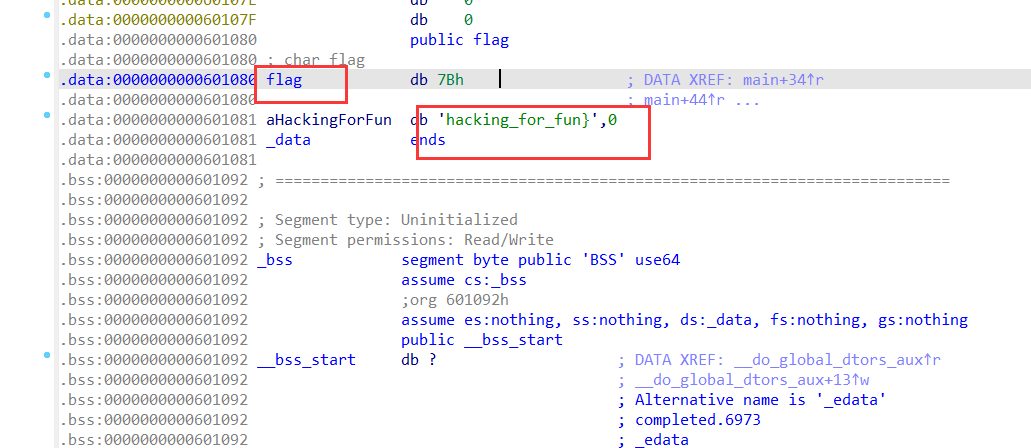 .data:000000000060107E db 0
.data:000000000060107F db 0
.data:0000000000601080 public flag
.data:0000000000601080 ; char flag
.data:0000000000601080 flag db 7Bh ; DATA XREF: main+34↑r
.data:0000000000601080 ; main+44↑r ...
.data:0000000000601081 aHackingForFun db 'hacking_for_fun}',0
.data:0000000000601081 _data ends
.data:0000000000601081
.bss:0000000000601092 ; ===========================================================================
.bss:0000000000601092
.bss:0000000000601092 ; Segment type: Uninitialized
.bss:0000000000601092 ; Segment permissions: Read/Write
.bss:0000000000601092 _bss segment byte public 'BSS' use64
.bss:0000000000601092 assume cs:_bss
.bss:0000000000601092 ;org 601092h
.bss:0000000000601092 assume es:nothing, ss:nothing, ds:_data, fs:nothing, gs:nothing
.bss:0000000000601092 public __bss_start
.bss:0000000000601092 __bss_start db ? ; DATA XREF: __do_global_dtors_aux↑r
.bss:0000000000601092 ; __do_global_dtors_aux+13↑w
.bss:0000000000601092 ; Alternative name is '_edata'
.bss:0000000000601092 ; completed.6973
.bss:0000000000601092 ; _edata